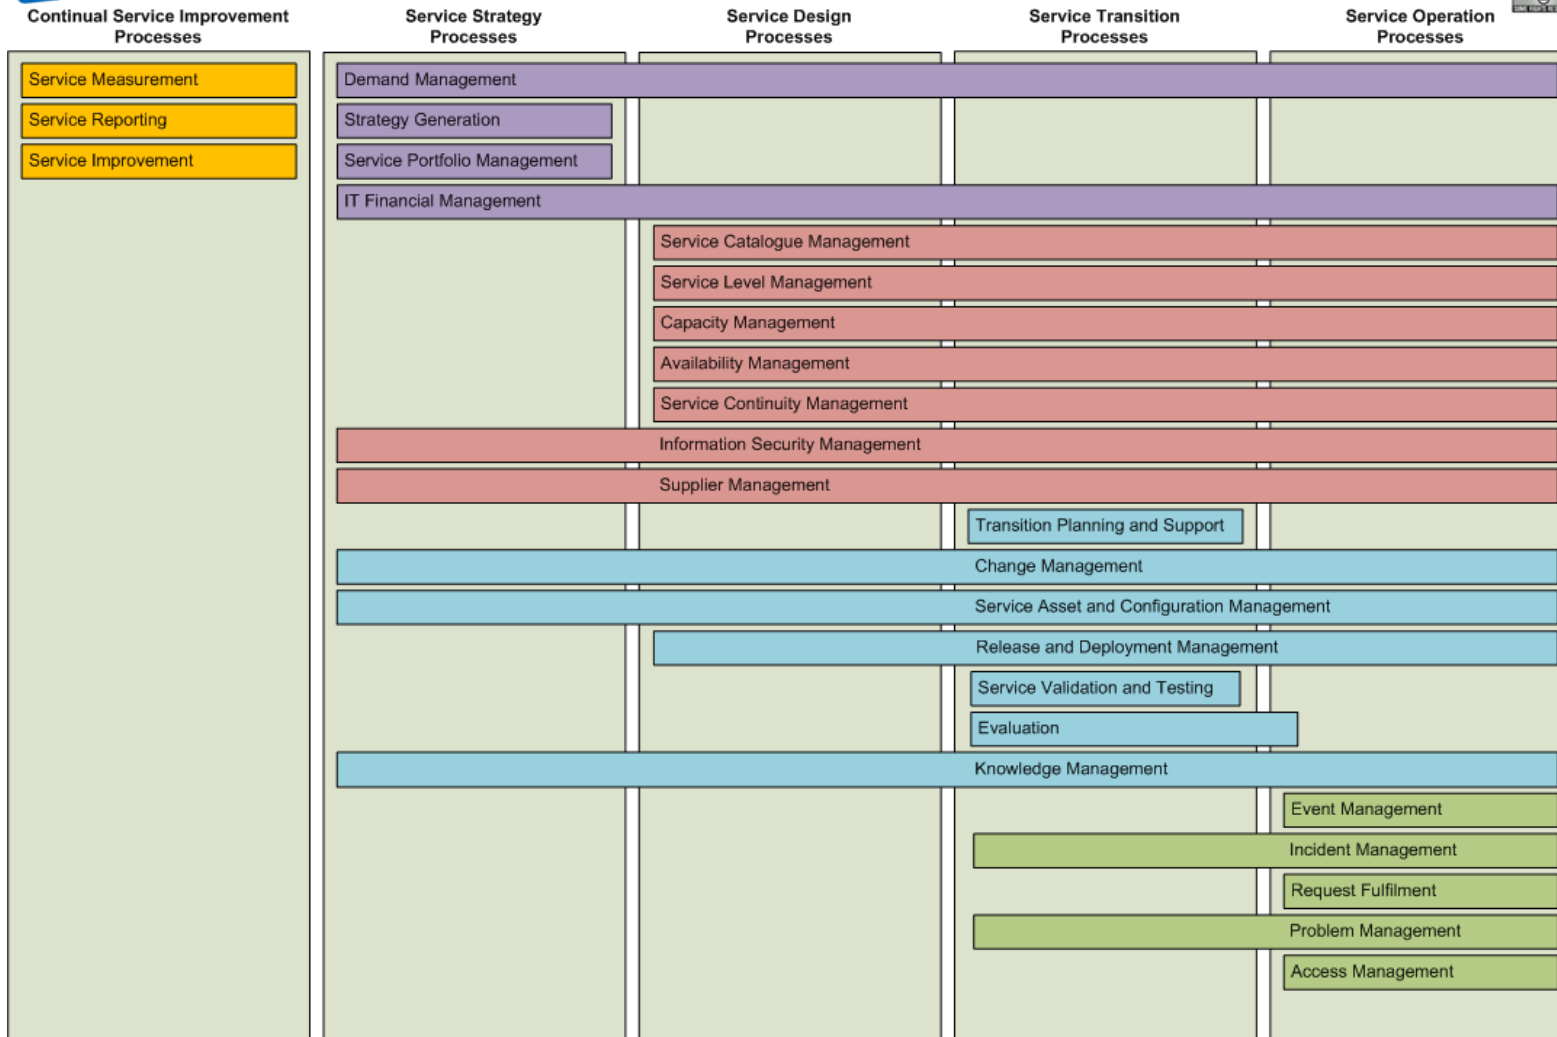 Continual Service Improvement
Processes
Service Strategy
Processes
Service Design
Processes
Service Transition
Processes
Service Operation
Processes
Service Measurement
Demand Management
Service Reporting
Strategy Generation
Service Improvement
Service Portfolio Management
IT Financial Management
Service Catalogue Management
Service Level Management
Capacity Management
Availability Management
Service Continuity Management
Information Security Management
Supplier Management
Transition Planning and Support
Change Management
Service Asset and Configuration Management
Release and Deployment Management
Service Validation and Testing
Evaluation
Knowledge Management
Event Management
Incident Management
Request Fulfilment
Problem Management
Access Management